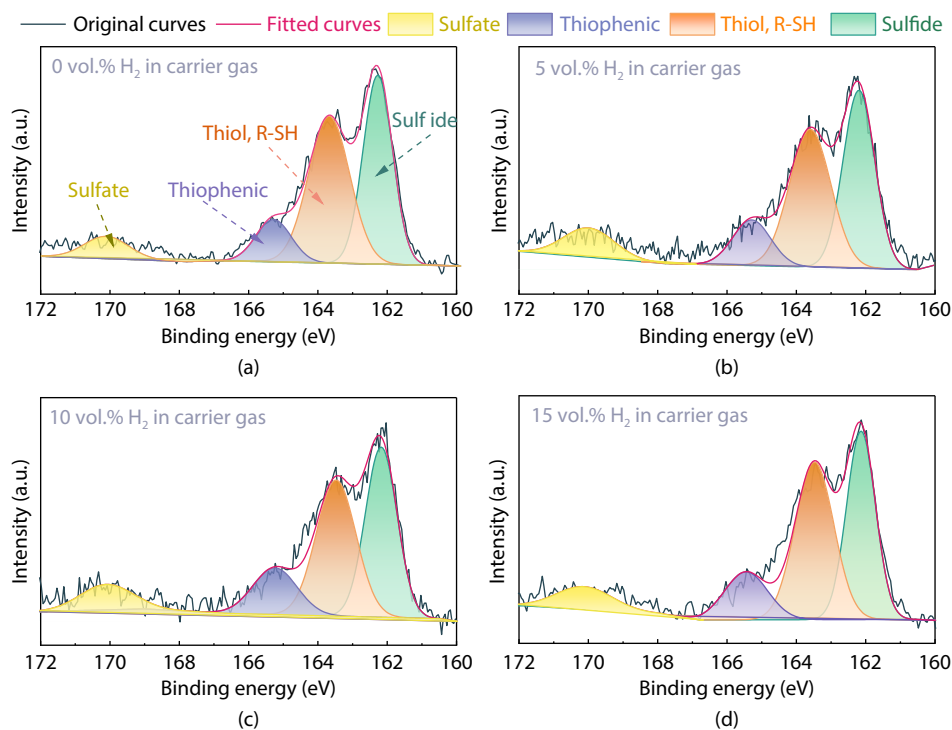 Original curves Fitted curves Sulfate Thiophenic Thiol, R-SH Sulfide
0 vol.% H₂ in carrier gas
Sulf ide
Thiol, R-SH
Sulfate
Thiophenic
Intensity (a.u.)
172 170 168 166 164 162 160
Binding energy (eV)
(a)
5 vol.% H₂ in carrier gas
Intensity (a.u.)
172 170 168 166 164 162 160
Binding energy (eV)
(b)
10 vol.% H₂ in carrier gas
Intensity (a.u.)
172 170 168 166 164 162 160
Binding energy (eV)
(c)
15 vol.% H₂ in carrier gas
Intensity (a.u.)
172 170 168 166 164 162 160
Binding energy (eV)
(d)